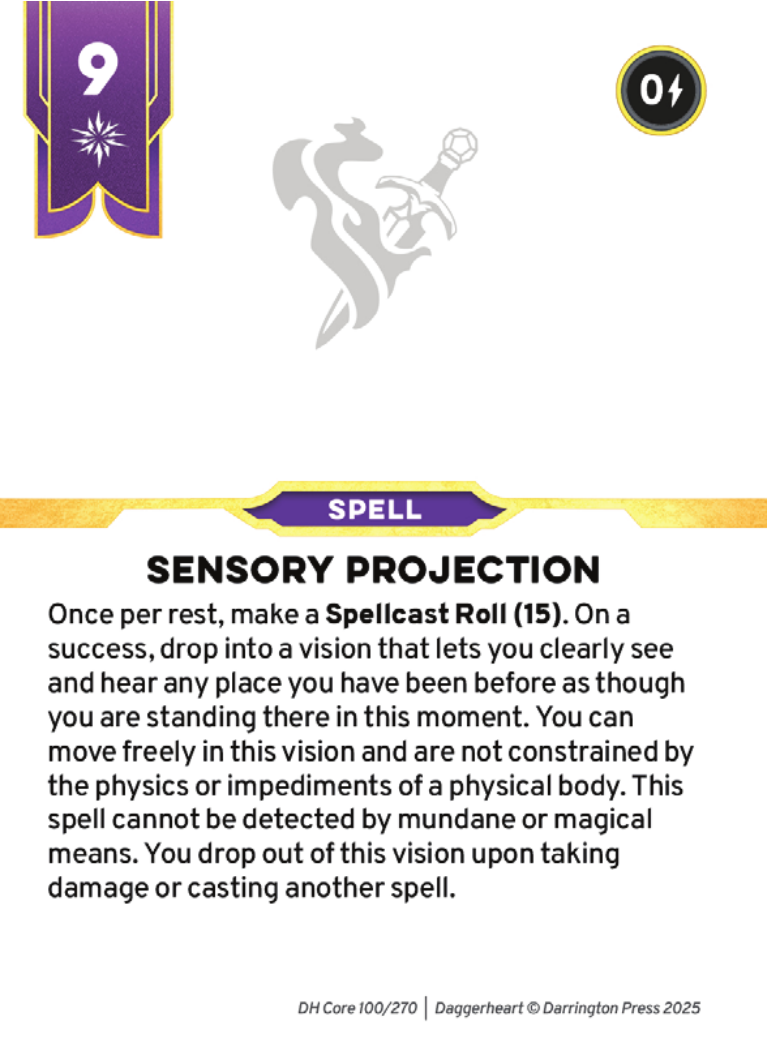 9
0
SPELL
SENSORY PROJECTION
Once per rest, make a Spellcast Roll (15). On a
success, drop into a vision that lets you clearly see
and hear any place you have been before as though
you are standing there in this moment. You can
move freely in this vision and are not constrained by
the physics or impediments of a physical body. This
spell cannot be detected by mundane or magical
means. You drop out of this vision upon taking
damage or casting another spell.
DH Core 100/270 | Daggerheart © Darrington Press 2025